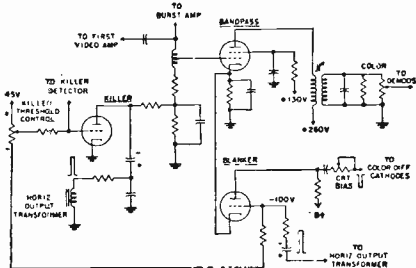 TO
BURST AMP
TO FIRST
VIDEO AMP
BANDPASS
TO KILLER
DETECTOR
45V
KILLER
THRESHOLD
CONTROL
KILLER
COLOR
TO
DEMODS
+130V
+260V
BLANKER
TO
COLOR DIFF
CATHODES
CRT
BIAS
B+
-100V
HORIZ
OUTPUT
TRANSFORMER
TO
HORIZ OUTPUT
TRANSFORMER